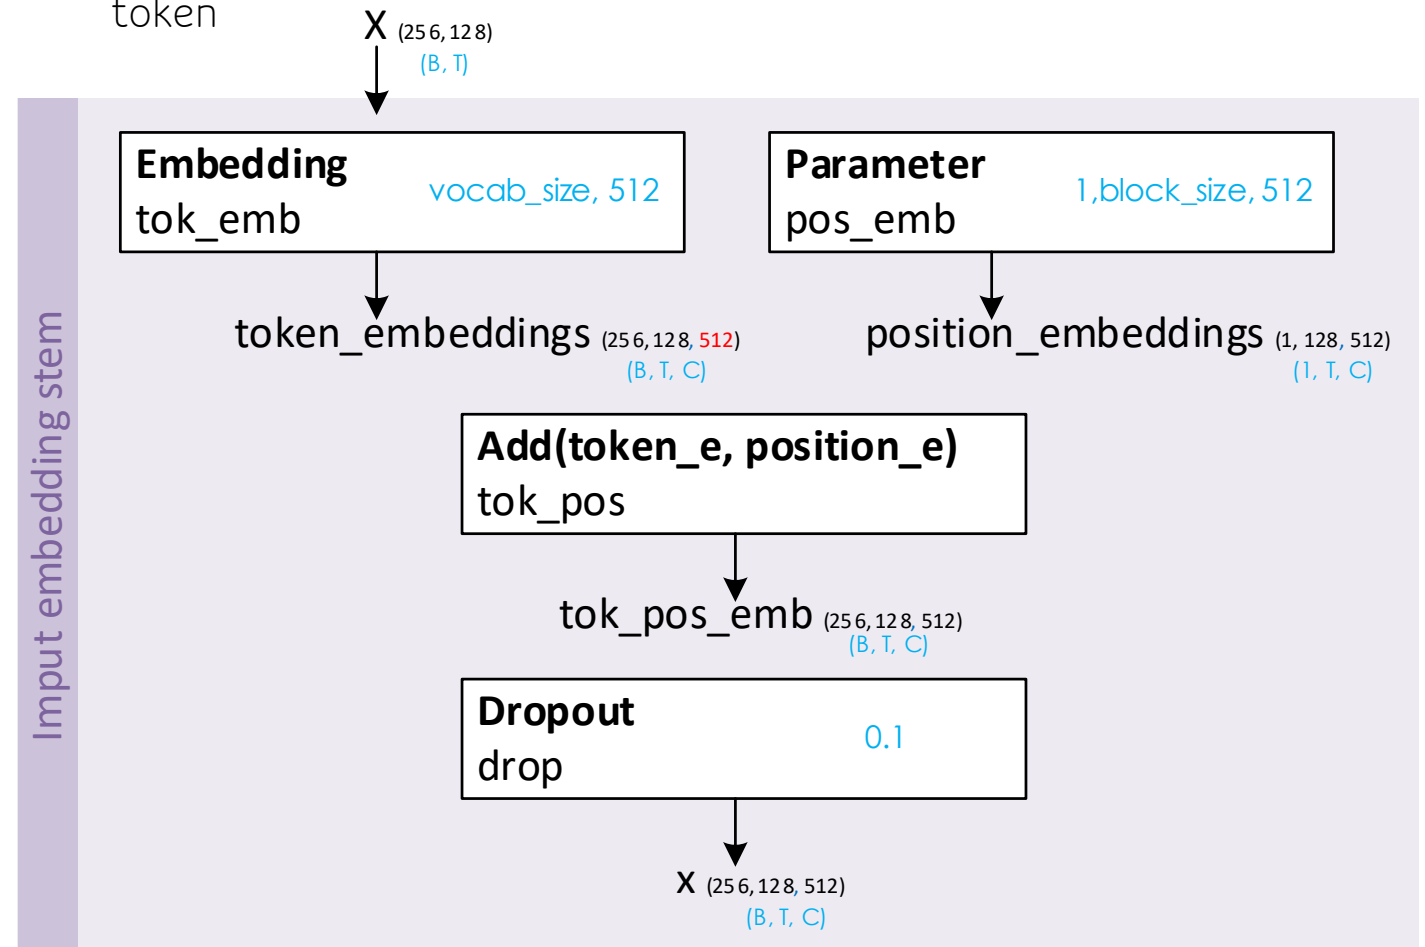 token
X (256,128)
(B, T)
Imput embedding stem
Embedding
vocab_size, 512
tok_emb
Parameter
1,block_size, 512
pos_emb
token_embeddings (256,128, 512)
(B, T, C)
position_embeddings (1, 128, 512)
(1, T, C)
Add(token_e, position_e)
tok_pos
tok_pos_emb (256,128, 512)
(B, T, C)
Dropout
0.1
drop
x (256,128, 512)
(B, T, C)